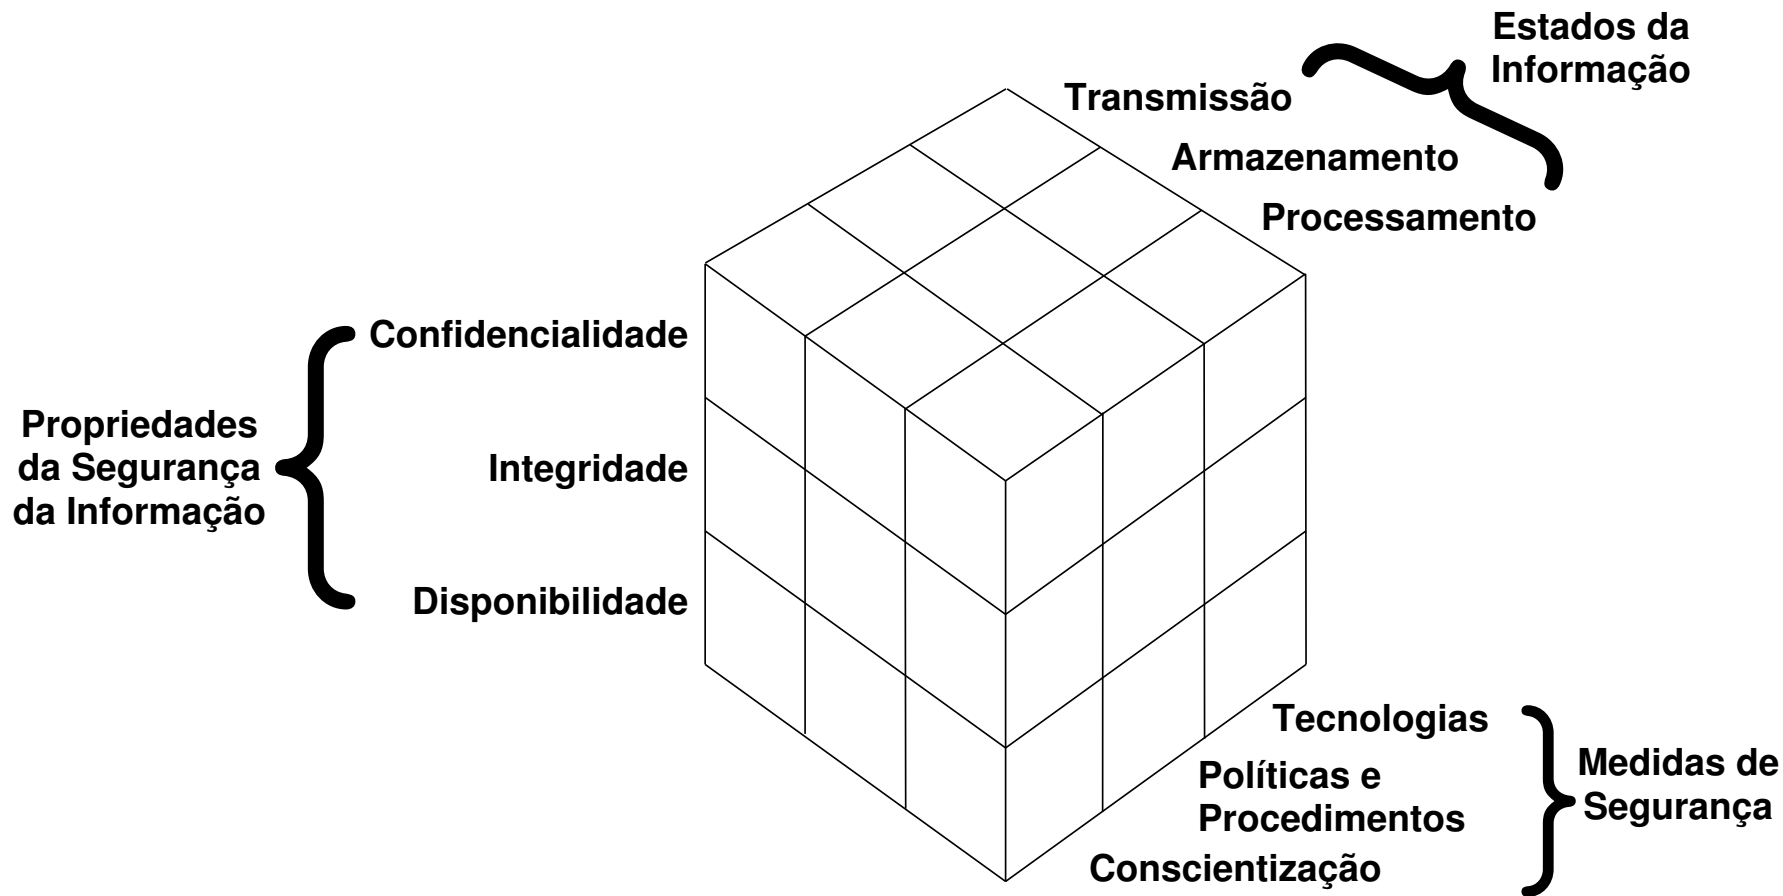 Estados da
Informação
Transmissão
Armazenamento
Processamento
Confidencialidade
Propriedades
da Segurança
da Informação
Integridade
Disponibilidade
Tecnologias
Políticas e
Procedimentos
Conscientização
Medidas de
Segurança